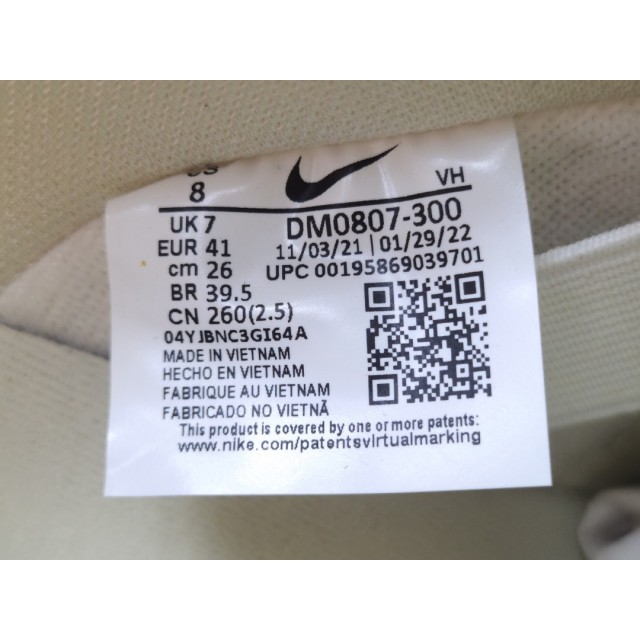 US
8
VH
UK 7
DM0807-300
EUR 41
11/03/21 | 01/29/22
cm 26
UPC 00195869039701
BR 39.5
CN 260(2.5)
04YJBNC3GI64A
MADE IN VIETNAM
HECHO EN VIETNAM
FABRIQUE AU VIETNAM
FABRICADO NO VIETNÃ
This product is covered by one or more patents:
www.nike.com/patentsvirtualmarking